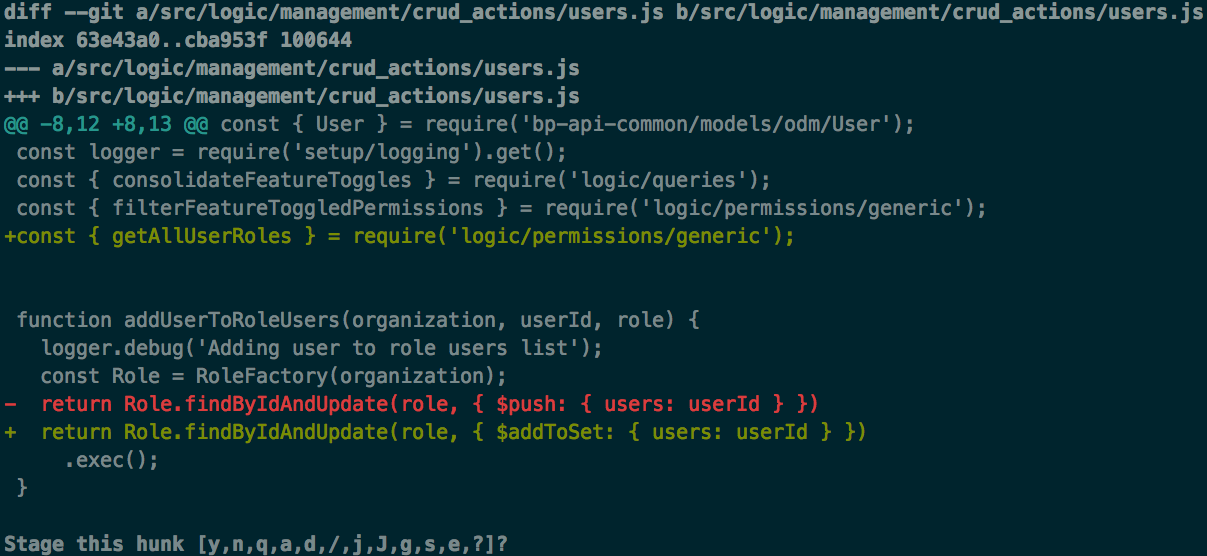 diff --git a/src/logic/management/crud_actions/users.js b/src/logic/management/crud_actions/users.js
index 63e43a0..cba953f 100644
--- a/src/logic/management/crud_actions/users.js
+++ b/src/logic/management/crud_actions/users.js
@@ -8,12 +8,13 @@ const { User } = require('bp-api-common/models/odm/User');
 const logger = require('setup/logging').get();
 const { consolidateFeatureToggles } = require('logic/queries');
 const { filterFeatureToggledPermissions } = require('logic/permissions/generic');
+const { getAllUserRoles } = require('logic/permissions/generic');
 function addUserToRoleUsers(organization, userId, role) {
   logger.debug('Adding user to role users list');
   const Role = RoleFactory(organization);
-  return Role.findByIdAndUpdate(role, { $push: { users: userId } })
+  return Role.findByIdAndUpdate(role, { $addToSet: { users: userId } })
     .exec();
 }
Stage this hunk [y,n,q,a,d,/,j,J,g,s,e,?]?